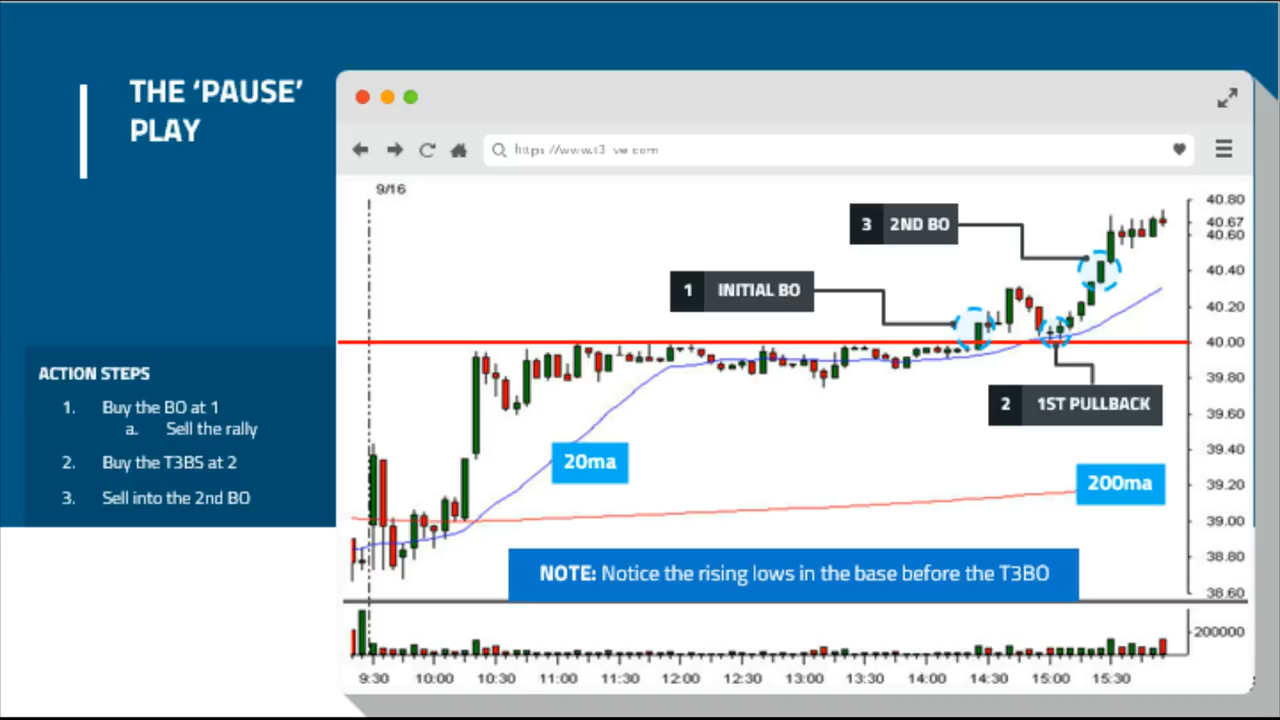 THE ‘PAUSE’
PLAY
ACTION STEPS
1. Buy the BO at 1
a. Sell the rally
2. Buy the T3BS at 2
3. Sell into the 2nd BO
9/16
3 2ND BO
1 INITIAL BO
2 1ST PULLBACK
20ma
200ma
NOTE: Notice the rising lows in the base before the T3BO
40.80
40.67
40.60
40.40
40.20
40.00
39.80
39.60
39.40
39.20
39.00
38.80
38.60
200000
9:30 10:00 10:30 11:00 11:30 12:00 12:30 13:00 13:30 14:00 14:30 15:00 15:30